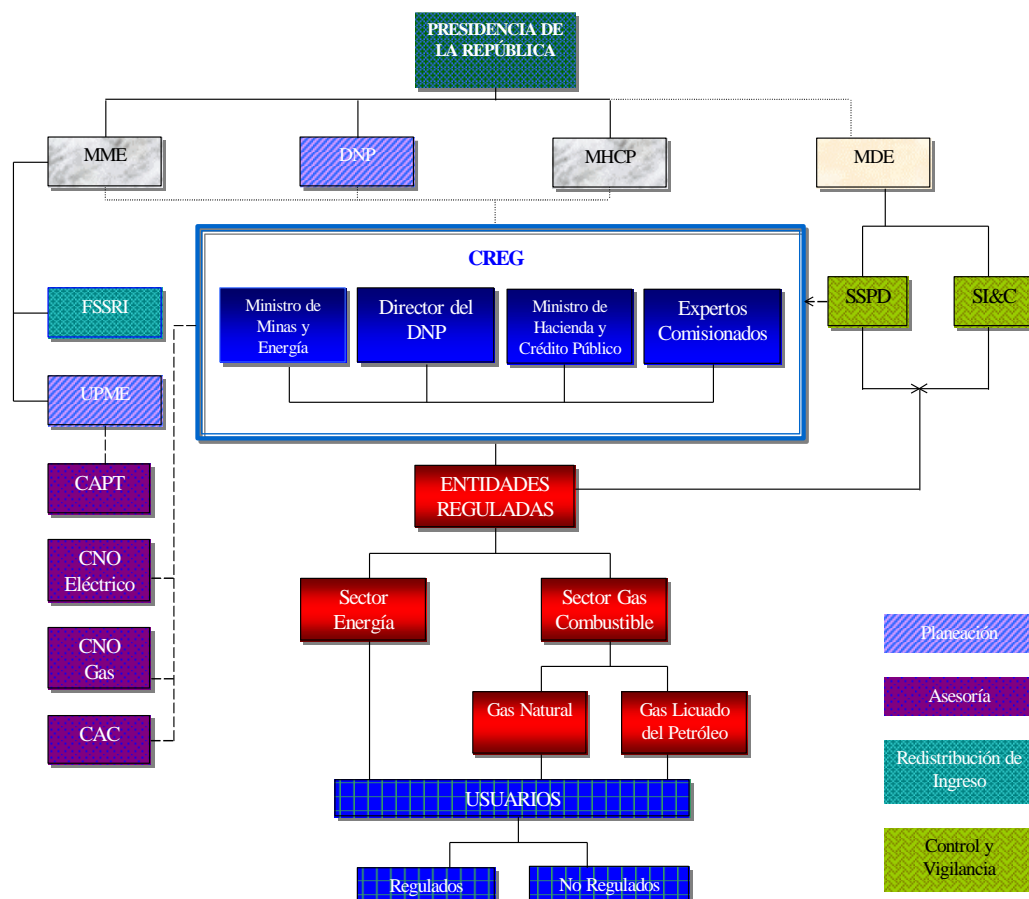 PRESIDENCIA DE
LA REPÚBLICA
MME
DNP
MHCP
MDE
CREG
Ministro de
Minas y
Energía
Director del
DNP
Ministro de
Hacienda y
Crédito Público
Expertos
Comisionados
SSPD
SI&C
FSSRI
UPME
CAPT
CNO
Eléctrico
CNO
Gas
CAC
ENTIDADES
REGULADAS
Sector
Energía
Sector Gas
Combustible
Gas Natural
Gas Licuado
del Petróleo
USUARIOS
Regulados
No Regulados
Planeación
Asesoría
Redistribución de
Ingreso
Control y
Vigilancia